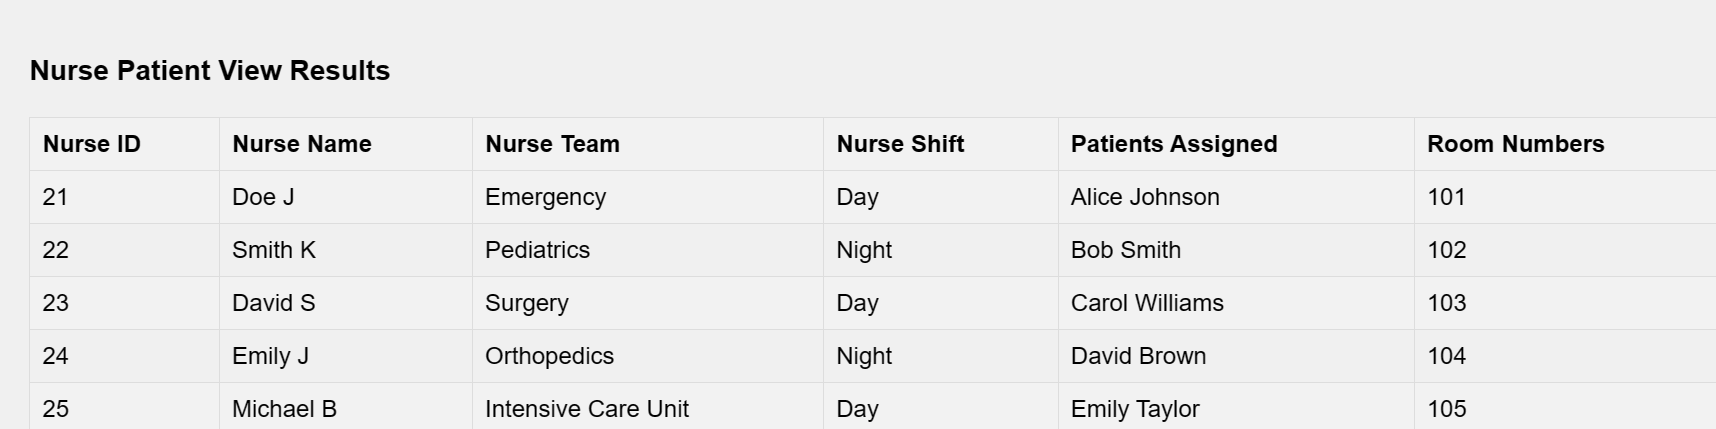 Nurse Patient View Results
Nurse ID Nurse Name Nurse Team Nurse Shift Patients Assigned Room Numbers
21 Doe J Emergency Day Alice Johnson 101
22 Smith K Pediatrics Night Bob Smith 102
23 David S Surgery Day Carol Williams 103
24 Emily J Orthopedics Night David Brown 104
25 Michael B Intensive Care Unit Day Emily Taylor 105